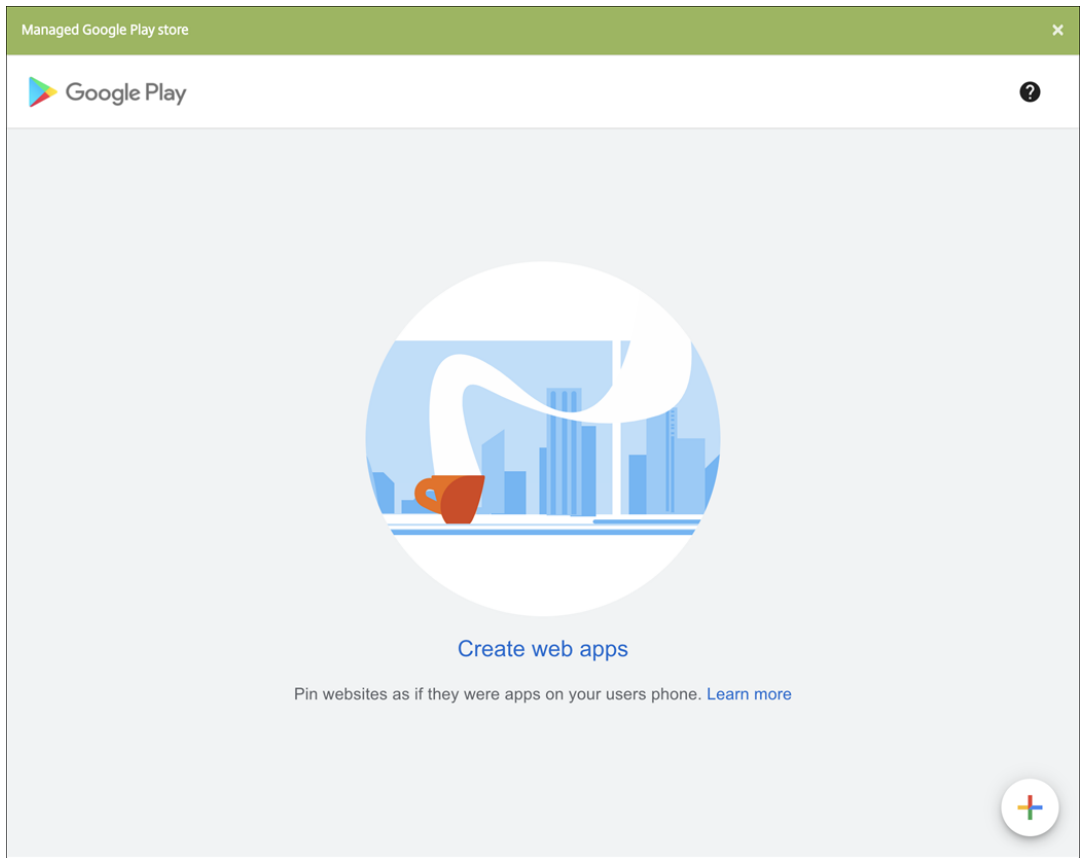 Managed Google Play store
Google Play
Create web apps
Pin websites as if they were apps on your users phone. Learn more